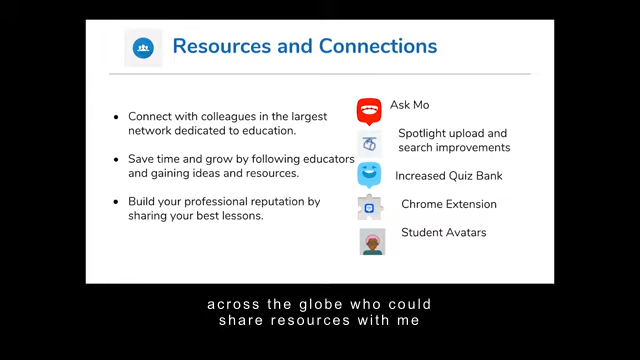 Resources and Connections
Connect with colleagues in the largest
network dedicated to education.
Save time and grow by following educators
and gaining ideas and resources.
Build your professional reputation by
sharing your best lessons.
Ask Mo
Spotlight upload and
search improvements
Increased Quiz Bank
Chrome Extension
Student Avatars
across the globe who could
share resources with me